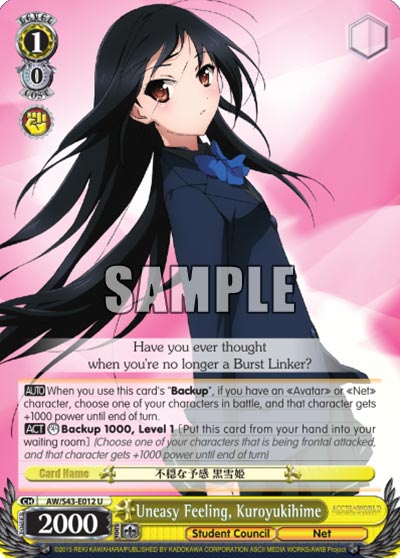 LEVEL
1
0
COST
SAMPLE
Have you ever thought
when you're no longer a Burst Linker?
AUTO When you use this card's "Backup", if you have an «Avatar» or «Net»
character, choose one of your characters in battle, and that character gets
+1000 power until end of turn.
ACT Backup 1000, Level 1 [Put this card from your hand into your
waiting room] (Choose one of your characters that is being frontal attacked,
and that character gets +1000 power until end of turn)
Card Name 不穏な予感 黒雪姫
CH AW/S43-E012 U
2000
Uneasy Feeling, Kuroyukihime
ACCEL WORLD
Student Council Net
©2015 REKI KAWAHARA/PUBLISHED BY KADOKAWA CORPORATION ASCII MEDIA WORKS/AWIB Project